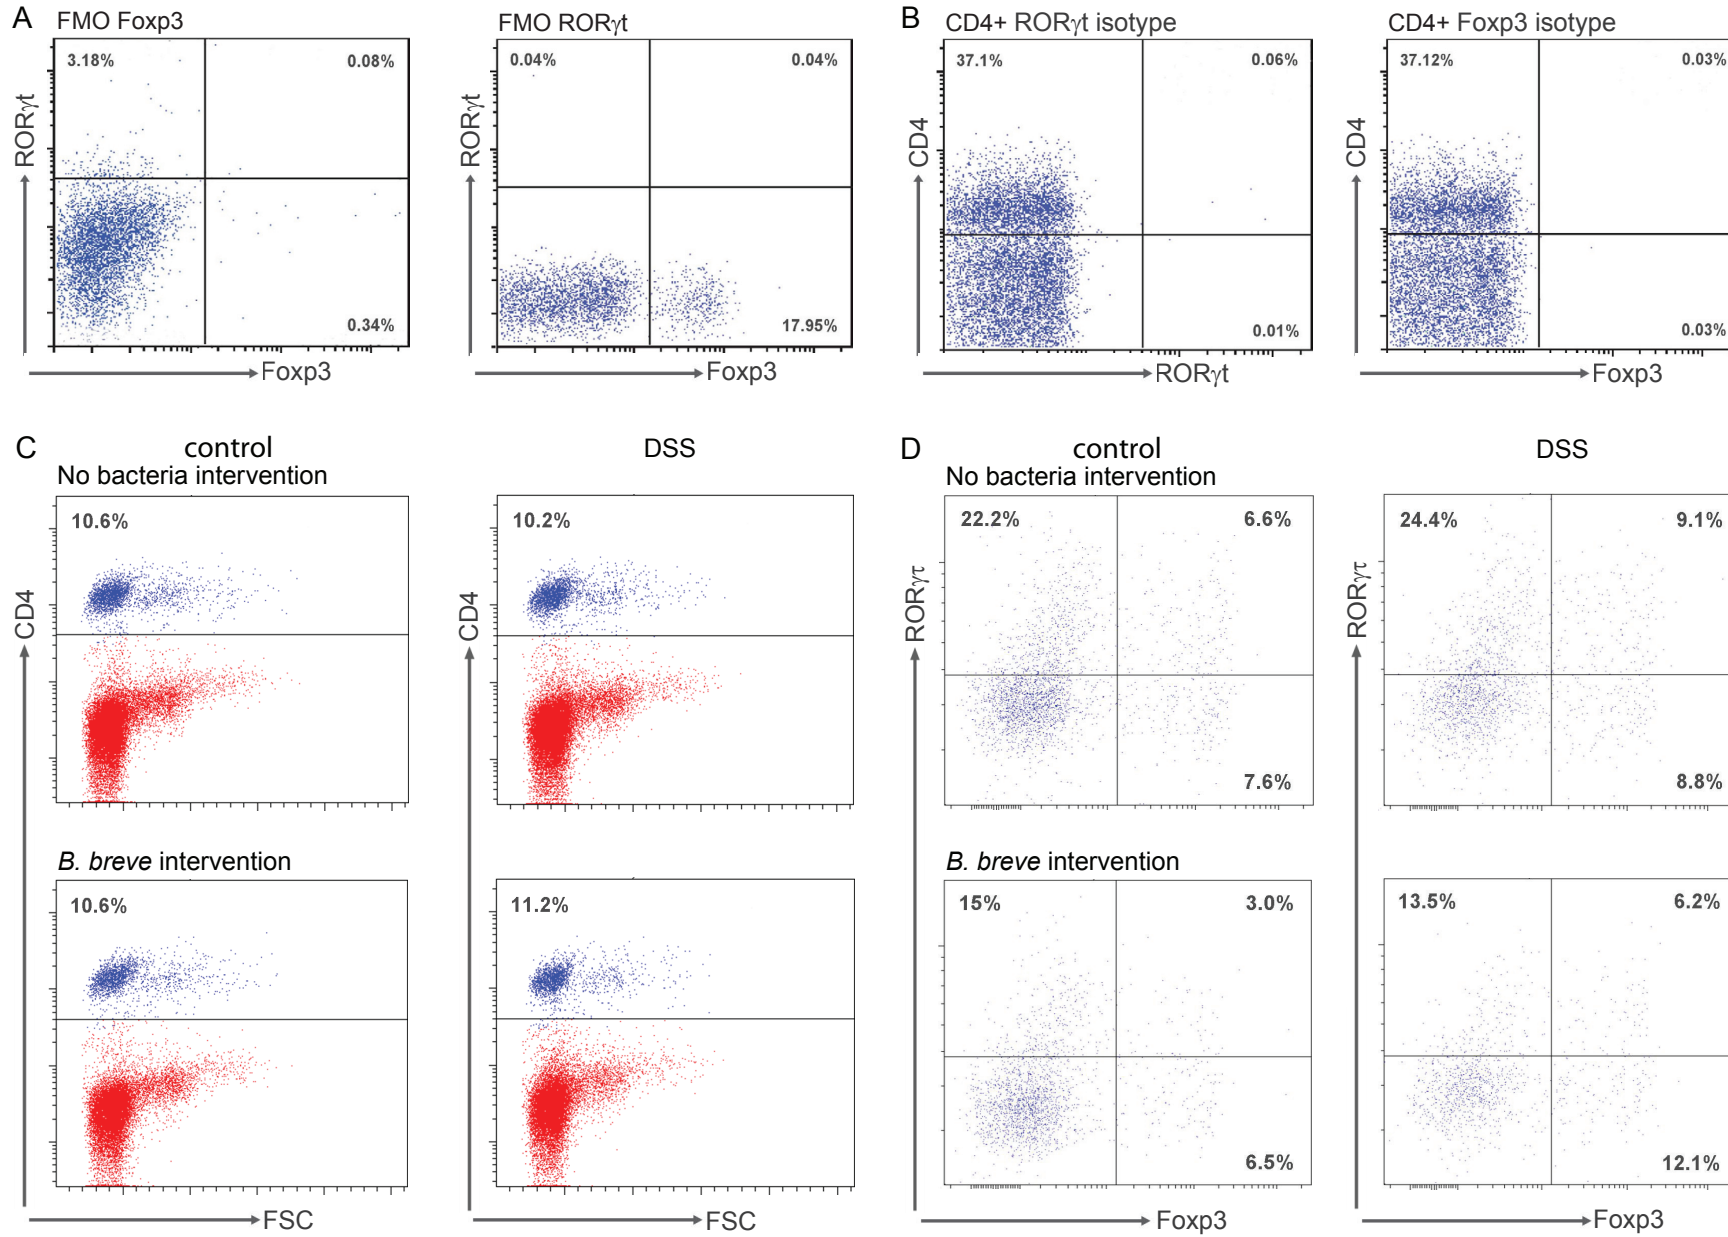 A
FMO Foxp3
3.18%
0.08%
0.34%
RORγt
Foxp3
FMO RORγt
0.04%
0.04%
17.95%
RORγt
Foxp3
B
CD4+ RORγt isotype
37.1%
0.06%
0.01%
CD4
RORγt
CD4+ Foxp3 isotype
37.12%
0.03%
0.03%
CD4
Foxp3
C
control
DSS
No bacteria intervention
10.6%
10.2%
CD4
CD4
B. breve intervention
10.6%
11.2%
FSC
FSC
D
control
DSS
No bacteria intervention
22.2%
6.6%
7.6%
24.4%
9.1%
8.8%
RORγτ
RORγτ
B. breve intervention
15%
3.0%
6.5%
13.5%
6.2%
12.1%
Foxp3
Foxp3